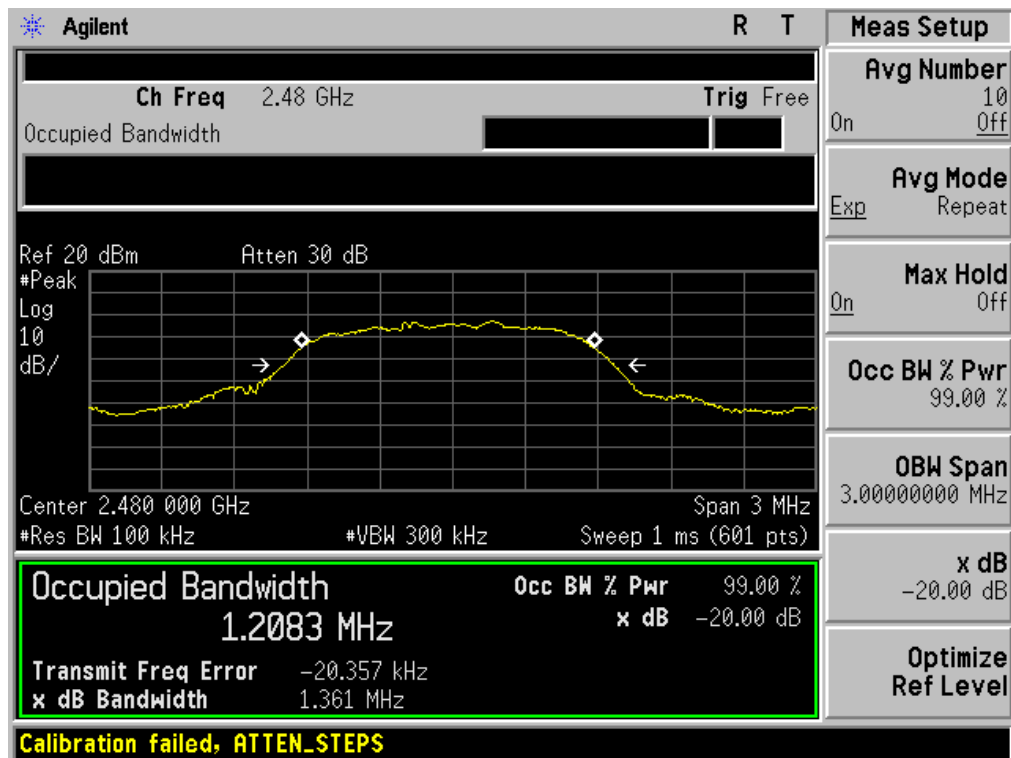 Agilent R T
Ch Freq 2.48 GHz Trig Free
Occupied Bandwidth
Ref 20 dBm Atten 30 dB
#Peak
Log
10
dB/
Center 2.480 000 GHz Span 3 MHz
#Res BW 100 kHz #VBW 300 kHz Sweep 1 ms (601 pts)
Occupied Bandwidth Occ BW % Pwr 99.00 %
1.2083 MHz x dB -20.00 dB
Transmit Freq Error -20.357 kHz
x dB Bandwidth 1.361 MHz
Calibration failed, ATTEN_STEPS
Meas Setup
Avg Number
10
On Off
Avg Mode
Exp Repeat
Max Hold
On Off
Occ BW % Pwr
99.00 %
OBW Span
3.00000000 MHz
x dB
-20.00 dB
Optimize
Ref Level